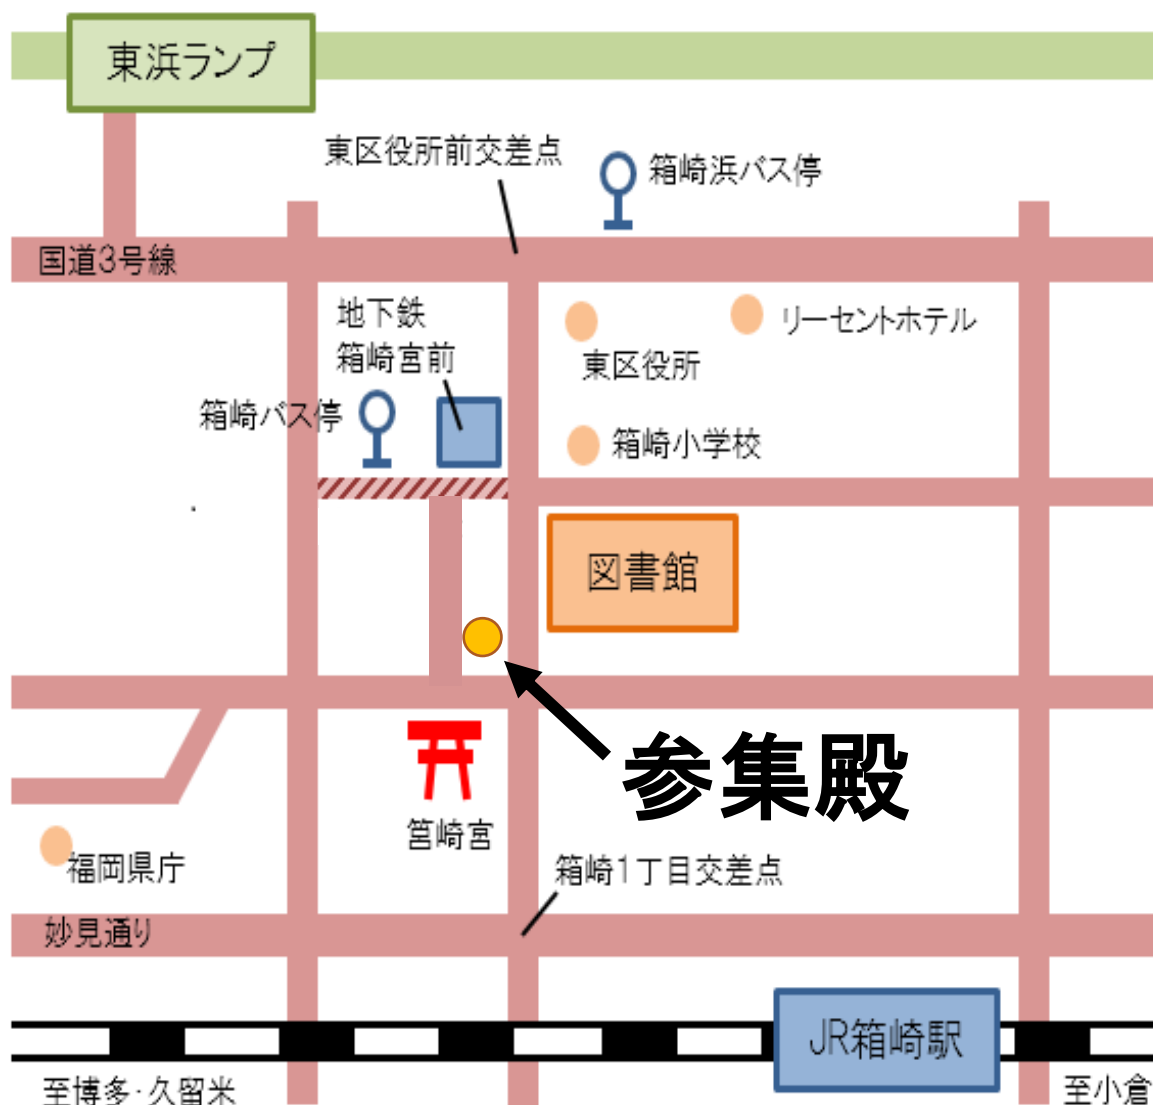 東浜ランプ
東区役所前交差点
箱崎浜バス停
国道3号線
地下鉄
箱崎宮前
リーセントホテル
東区役所
箱崎バス停
箱崎小学校
図書館
参集殿
筥崎宮
福岡県庁
箱崎1丁目交差点
妙見通り
JR箱崎駅
至博多・久留米
至小倉